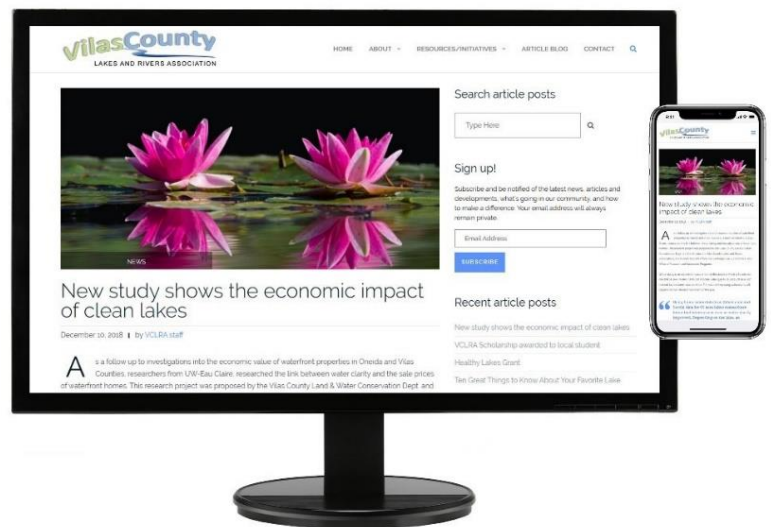 VilasCounty
LAKES AND RIVERS ASSOCIATION
HOME ABOUT RESOURCES/INITIATIVES ARTICLE BLOG CONTACT
NEWS
New study shows the economic impact
of clean lakes
December 10, 2018 by VCLRA staff
As a follow up to investigations into the economic value of waterfront properties in Oneida and Vilas
Counties, researchers from UW-Eau Claire, researched the link between water clarity and the sale prices
of waterfront homes. This research project was proposed by the Vilas County Land & Water Conservation Dept. and
Search article posts
Type Here
Sign up!
Subscribe and be notified of the latest news, articles and
developments, what's going in our community, and how
to make a difference. Your email address will always
remain private.
Email Address
SUBSCRIBE
Recent article posts
New study shows the economic impact of clean lakes
VCLRA Scholarship awarded to local student
Healthy Lakes Grant
Ten Great Things to Know About Your Favorite Lake
VilasCounty
New study shows the economic
impact of clean lakes